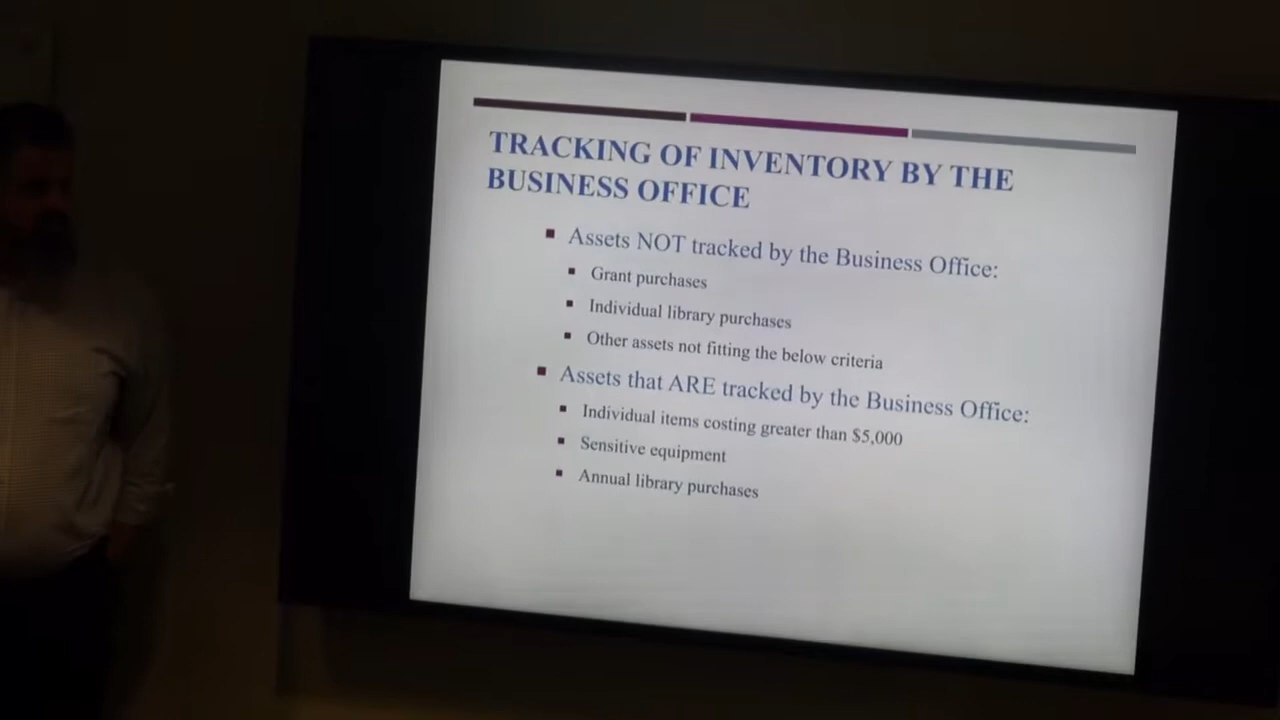 TRACKING OF INVENTORY BY THE
BUSINESS OFFICE
Assets NOT tracked by the Business Office:
Grant purchases
Individual library purchases
Other assets not fitting the below criteria
Assets that ARE tracked by the Business Office:
Individual items costing greater than $5,000
Sensitive equipment
Annual library purchases